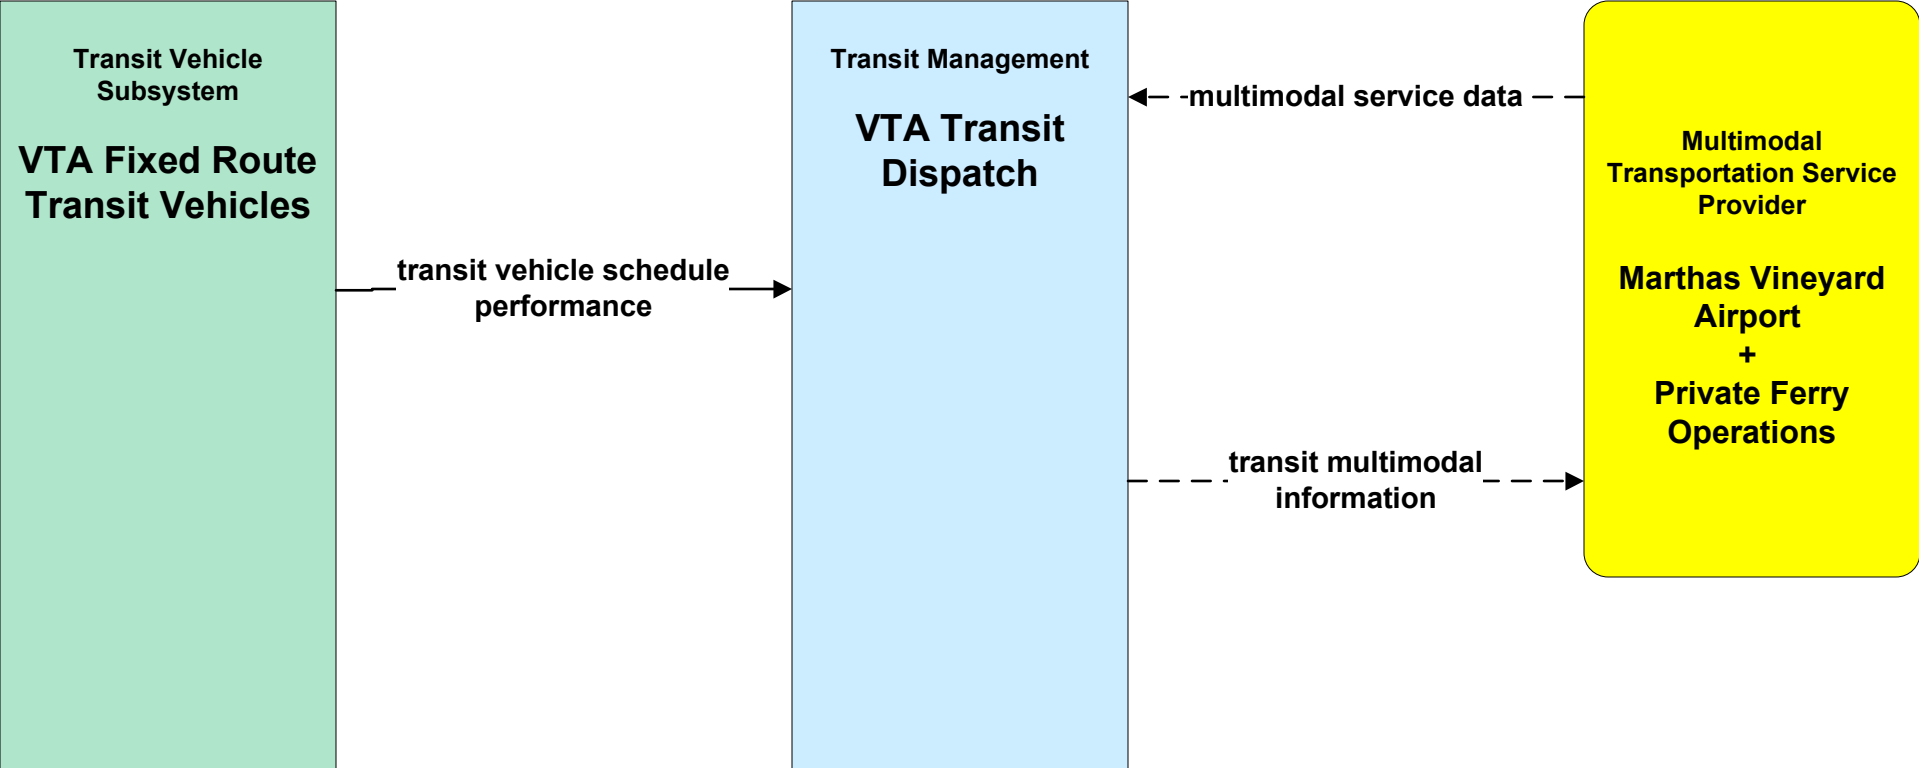 Transit Vehicle
Subsystem
VTA Fixed Route
Transit Vehicles
transit vehicle schedule
performance
Transit Management
VTA Transit
Dispatch
multimodal service data
transit multimodal
information
Multimodal
Transportation Service
Provider
Marthas Vineyard
Airport
+
Private Ferry
Operations